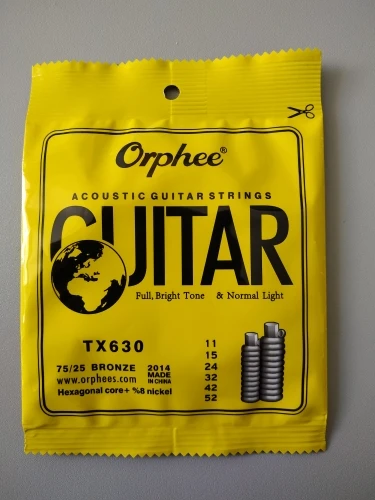 Orphee®
ACOUSTIC GUITAR STRINGS
GUITAR
Full, Bright Tone & Normal Light
TX630
75/25 BRONZE
www.orphees.com
2014
MADE
IN CHINA
Hexagonal core+ %8 nickel
11
15
24
32
42
52